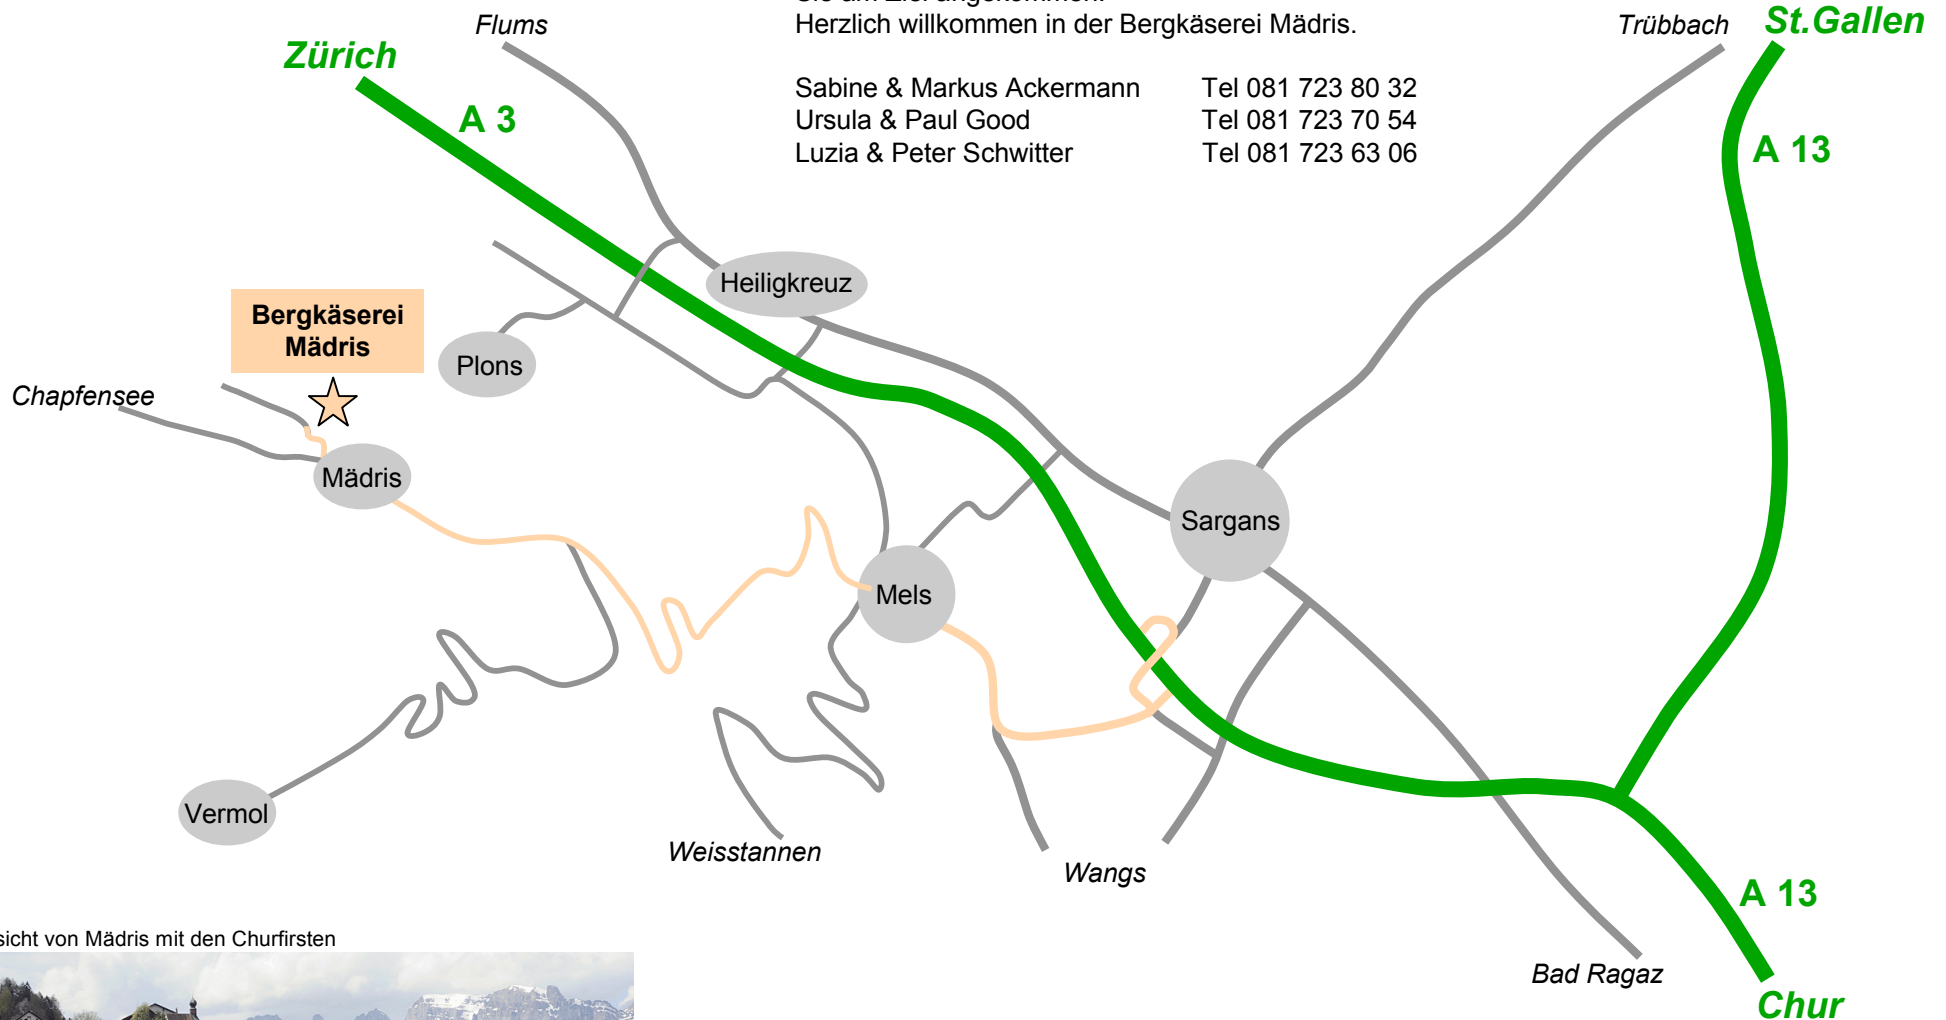 Herzlich willkommen in der Bergkäserei Mädris.
Sabine & Markus Ackermann Tel 081 723 80 32
Ursula & Paul Good Tel 081 723 70 54
Luzia & Peter Schwitter Tel 081 723 63 06
Flums
Trübbach
St.Gallen
Zürich
A 3
A 13
Heiligkreuz
Bergkäserei
Mädris
Plons
Chapfensee
Mädris
Sargans
Mels
Vermol
Weisstannen
Wangs
A 13
Bad Ragaz
Chur
von Mädris mit den Churfirsten